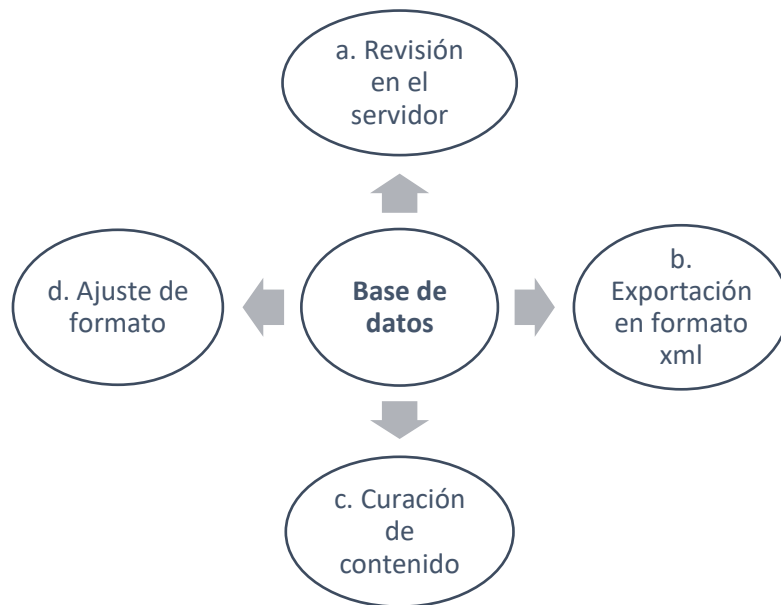 a. Revisión
en el
servidor
d. Ajuste de
formato
Base de
datos
b.
Exportación
en formato
xml
c. Curación
de
contenido